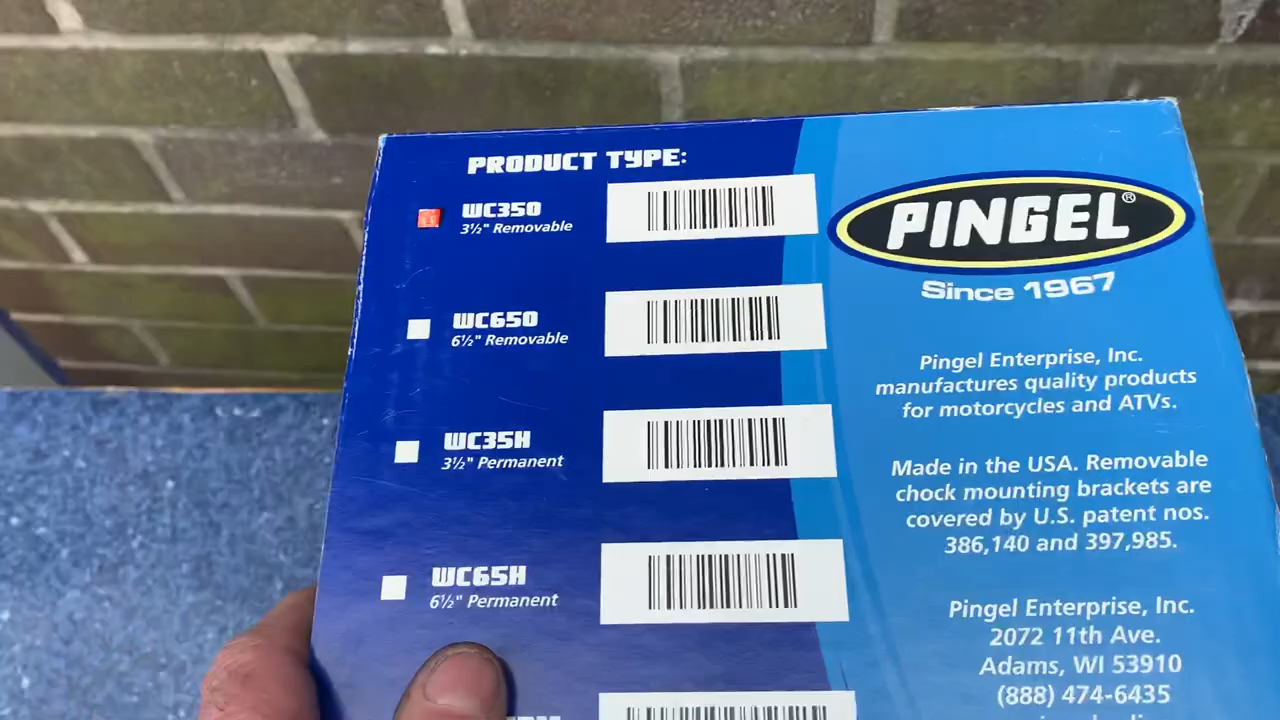 PRODUCT TYPE:
WC350
3½" Removable
WC650
6½" Removable
WC35H
3½" Permanent
WC65H
6½" Permanent
PINGEL®
Since 1967
Pingel Enterprise, Inc.
manufactures quality products
for motorcycles and ATVs.
Made in the USA. Removable
chock mounting brackets are
covered by U.S. patent nos.
386,140 and 397,985.
Pingel Enterprise, Inc.
2072 11th Ave.
Adams, WI 53910
(888) 474-6435